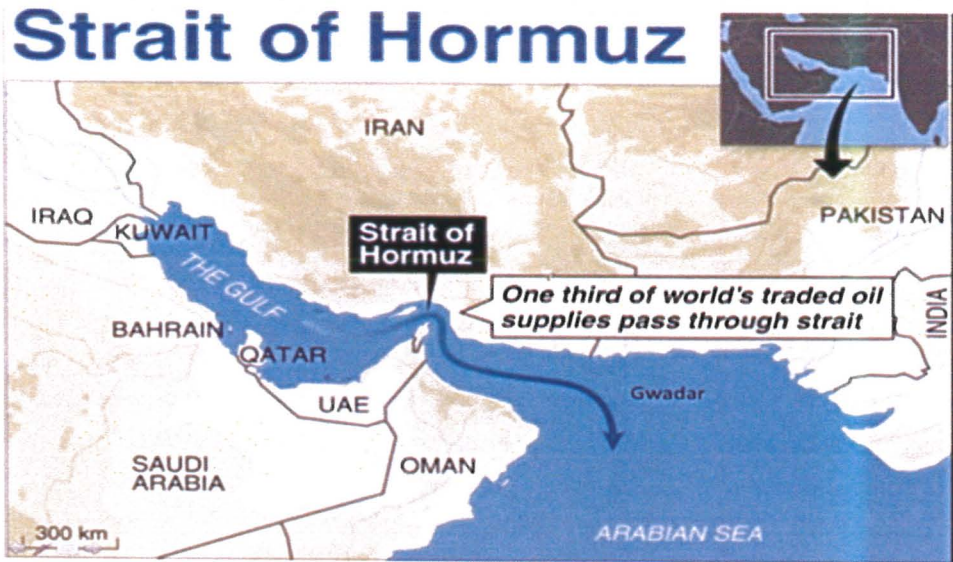 Strait of Hormuz
IRAN
IRAQ
KUWAIT
PAKISTAN
Strait of
Hormuz
THE GULF
One third of world's traded oil
supplies pass through strait
INDIA
BAHRAIN
QATAR
UAE
Gwadar
SAUDI
ARABIA
OMAN
300 km
ARABIAN SEA